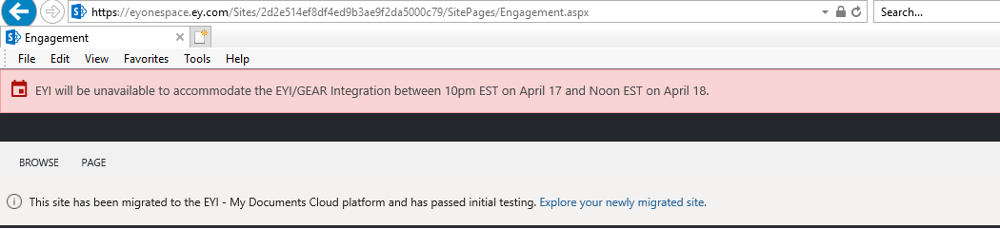 https://eyonespace.ey.com/Sites/2d2e514ef8df4ed9b3ae9f2da5000c79/SitePages/Engagement.aspx
Search...
Engagement
File Edit View Favorites Tools Help
EYI will be unavailable to accommodate the EYI/GEAR Integration between 10pm EST on April 17 and Noon EST on April 18.
BROWSE PAGE
This site has been migrated to the EYI - My Documents Cloud platform and has passed initial testing. Explore your newly migrated site.